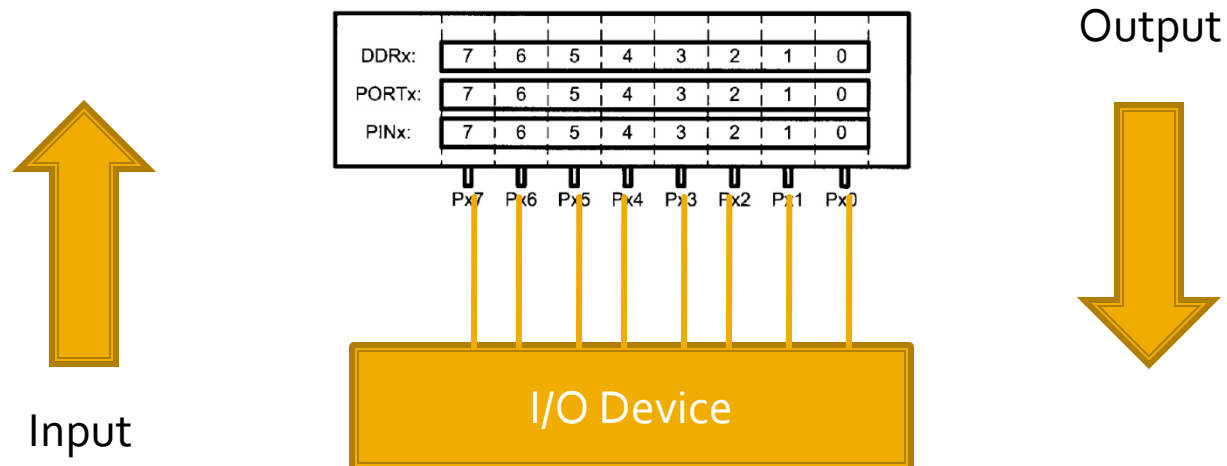 Output
DDRx: 7 6 5 4 3 2 1 0
PORTx: 7 6 5 4 3 2 1 0
PINx: 7 6 5 4 3 2 1 0
Px7 Px6 Px5 Px4 Px3 Px2 Px1 Px0
I/O Device
Input